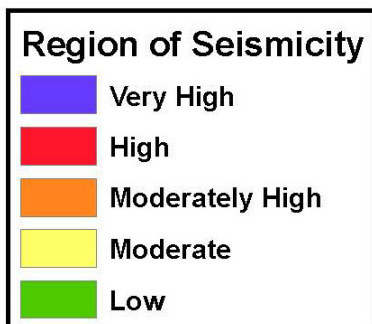 Region of Seismicity
Very High
High
Moderately High
Moderate
Low